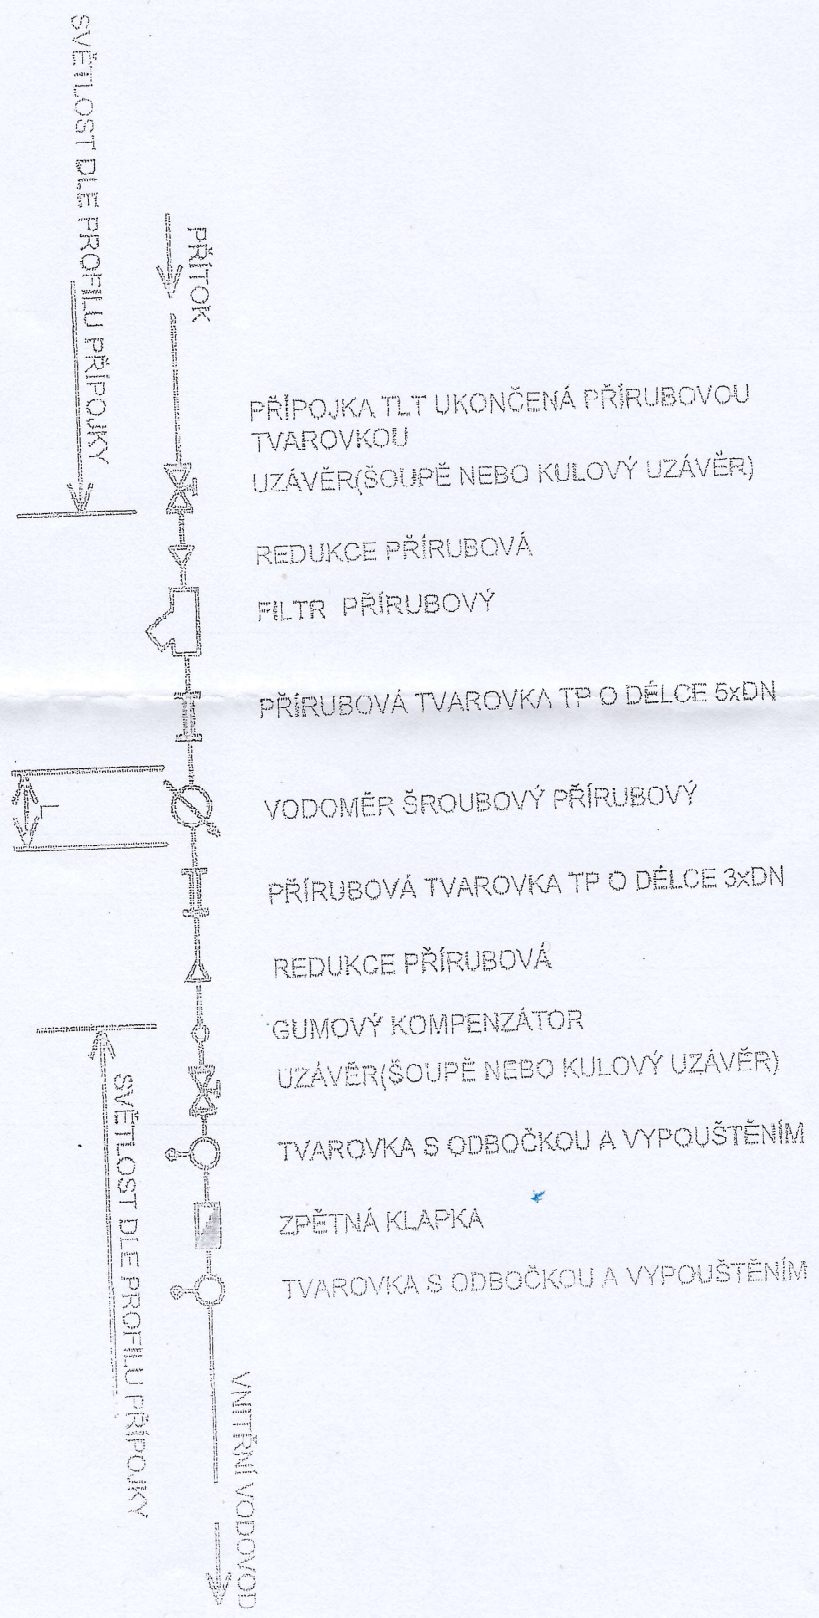 SVĚTLOST DLE PROFILU PŘÍPOJKY
PŘÍTOK
PŘÍPOJKA TLT UKONČENÁ PŘÍRUBOVOU
TVAROVKOU
UZÁVĚR(ŠOUPĚ NEBO KULOVÝ UZÁVĚR)
REDUKCE PŘÍRUBOVÁ
FILTR PŘÍRUBOVÝ
PŘÍRUBOVÁ TVAROVKA TP O DÉLCE 5xDN
L
VODOMĚR ŠROUBOVÝ PŘÍRUBOVÝ
PŘÍRUBOVÁ TVAROVKA TP O DÉLCE 3xDN
REDUKCE PŘÍRUBOVÁ
GUMOVÝ KOMPENZÁTOR
UZÁVĚR(ŠOUPĚ NEBO KULOVÝ UZÁVĚR)
TVAROVKA S ODBOČKOU A VYPOUŠTĚNÍM
ZPĚTNÁ KLAPKA
TVAROVKA S ODBOČKOU A VYPOUŠTĚNÍM
SVĚTLOST DLE PROFILU PŘÍPOJKY
VNITŘNÍ VODOVOD